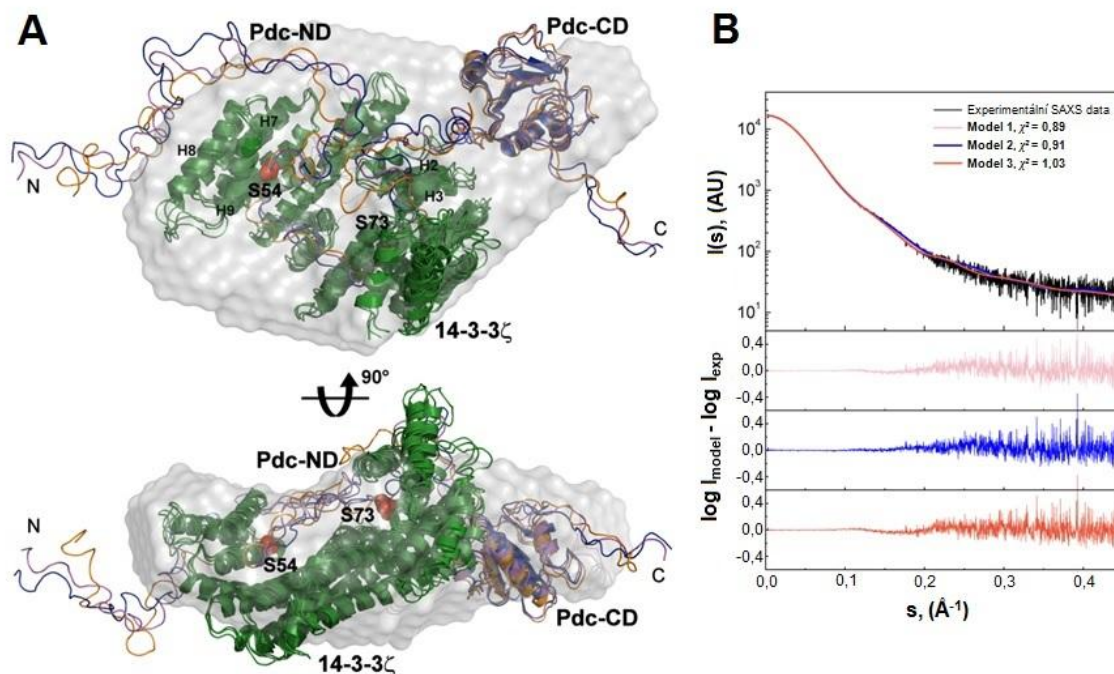 A
Pdc-ND
Pdc-CD
H7
H8
S54
H2
H9
H3
S73
N
C
14-3-3ζ
90°
Pdc-ND
N
S73
S54
C
Pdc-CD
14-3-3ζ
B
Experimentální SAXS data
Model 1, χ² = 0,89
Model 2, χ² = 0,91
Model 3, χ² = 1,03
I(s), (AU)
10⁴
10³
10²
10¹
log I_model - log I_exp
0,4
0,0
-0,4
0,4
0,0
-0,4
0,4
0,0
-0,4
0,0 0,1 0,2 0,3 0,4
s, (Å⁻¹)